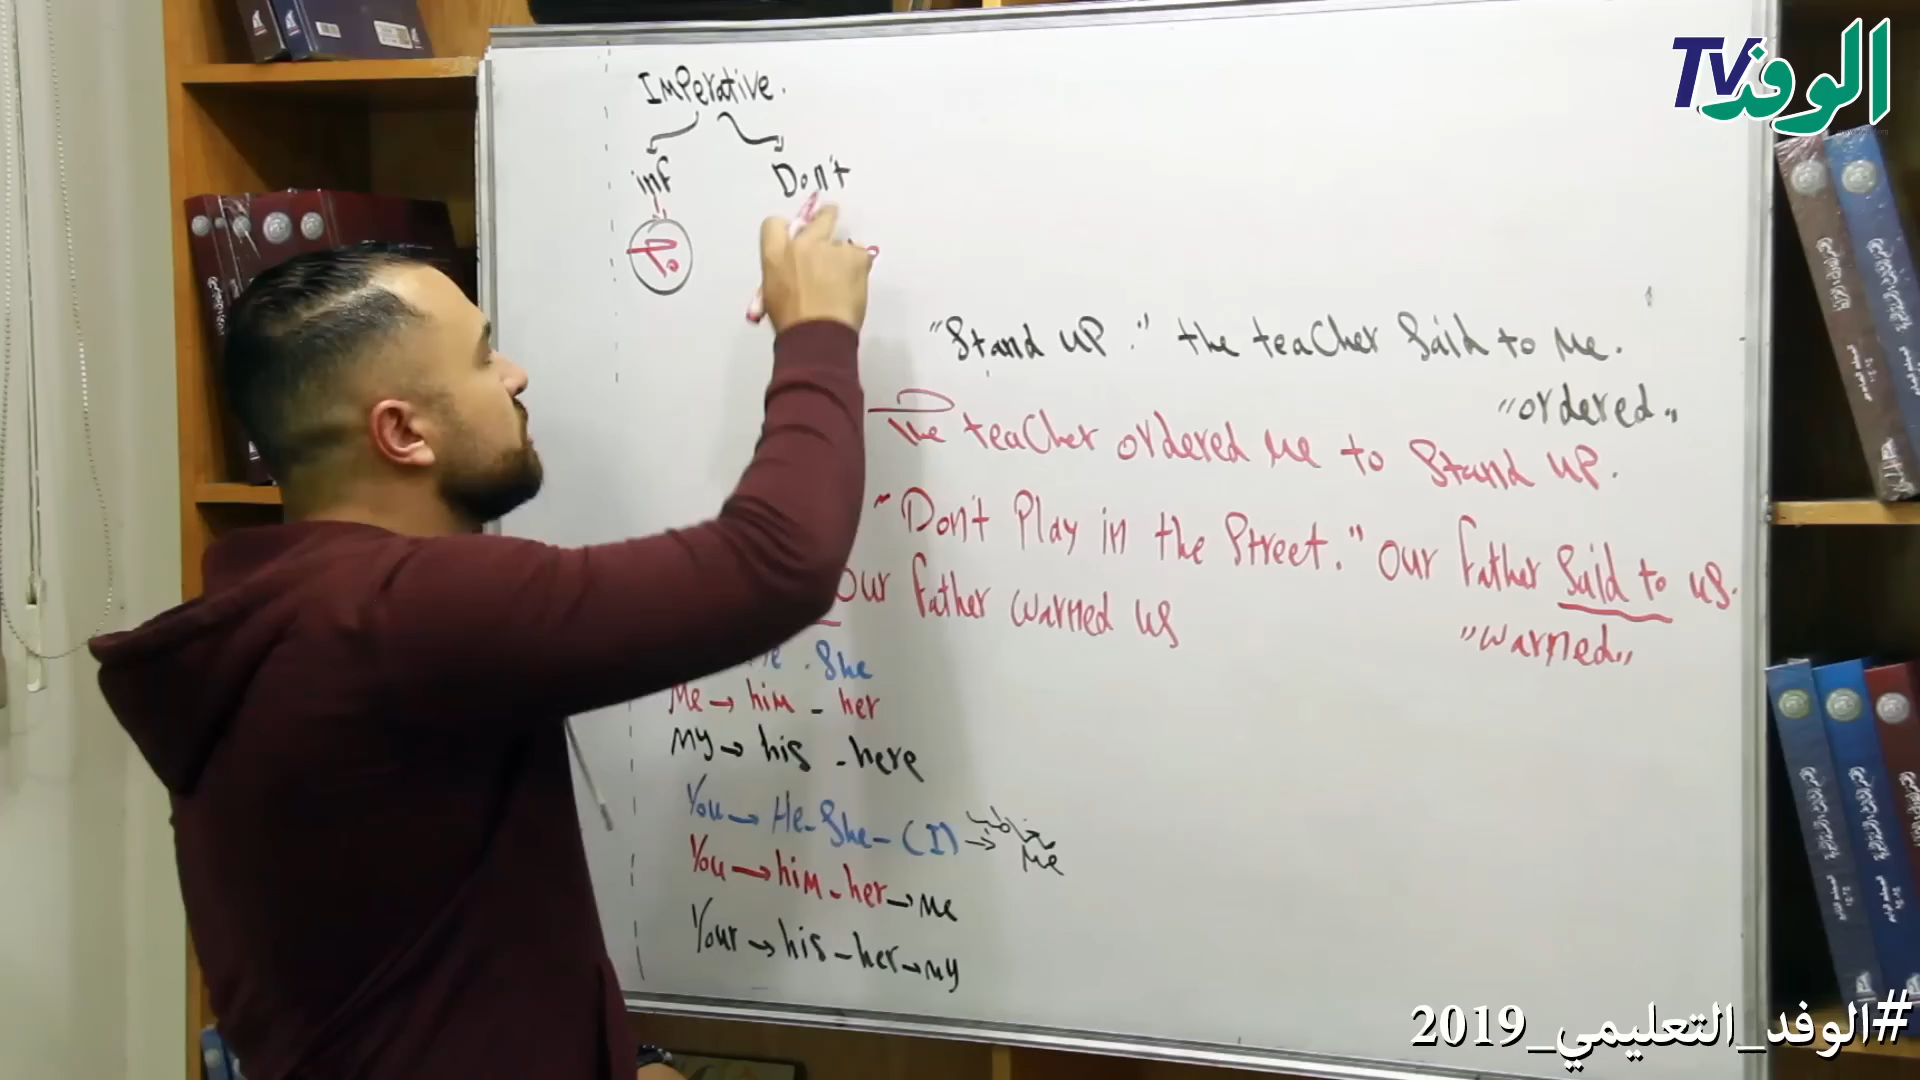 الوفد TV
Imperative.
inf Don't
To
"Stand up." the teacher said to me.
"ordered"
The teacher ordered me to stand up.
"Don't play in the street." Our father said to us.
Our father warned us
"warned"
She
Me → him - her
My → his - here
You → He - She - (I) → مخاطب
me
You → him - her → me
Your → his - her → my
#الوفد_التعليمي_2019